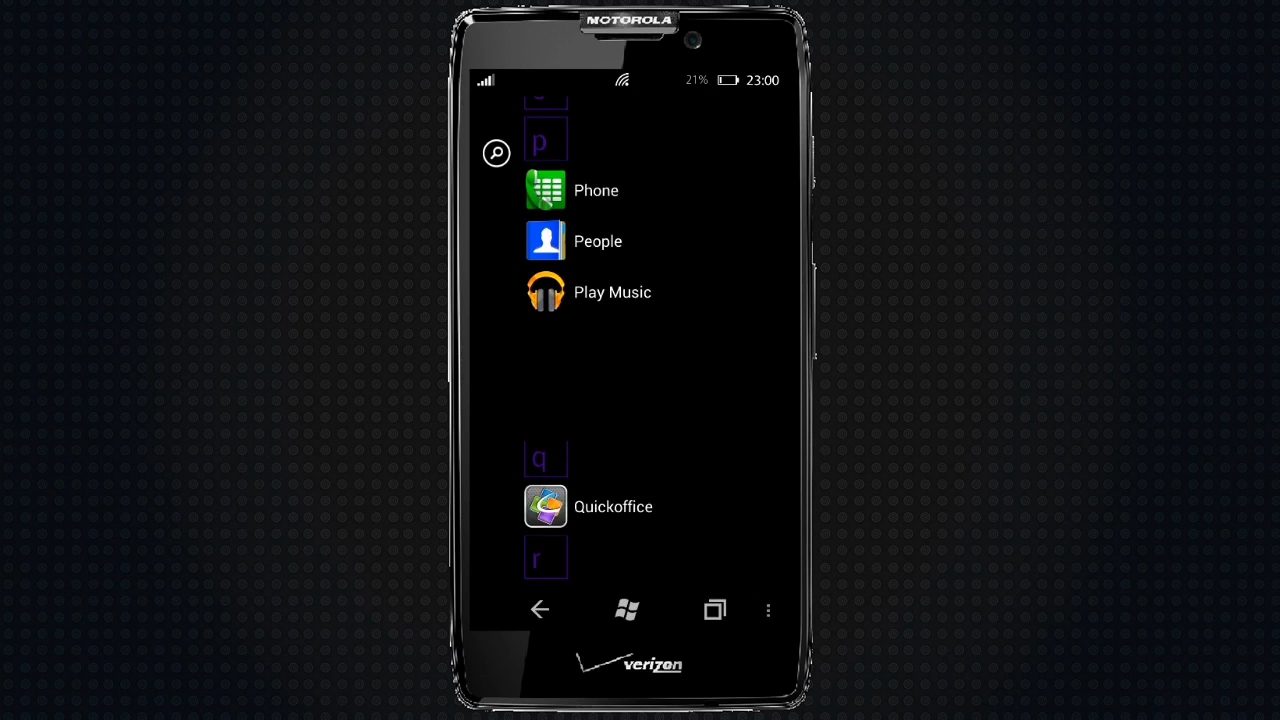 MOTOROLA
21% 23:00
p
Phone
People
Play Music
q
Quickoffice
r
verizon